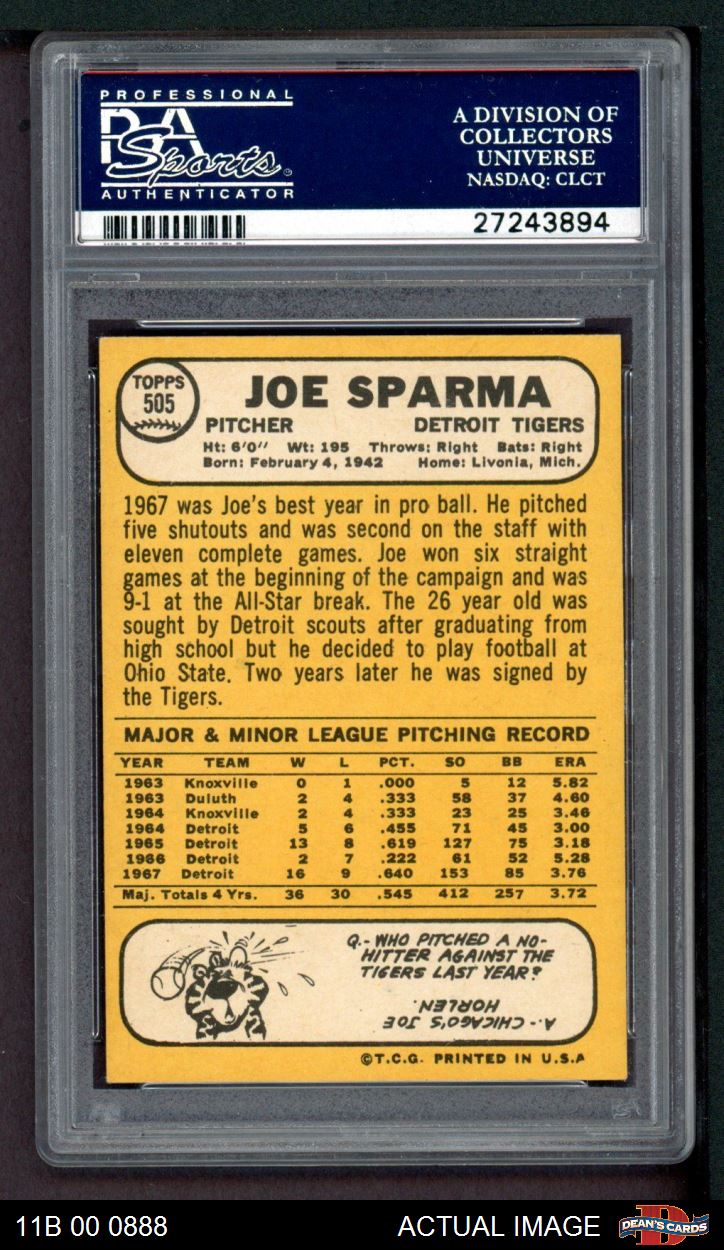 PROFESSIONAL
PSA
Sports
AUTHENTICATOR
A DIVISION OF
COLLECTORS
UNIVERSE
NASDAQ: CLCT
27243894
TOPPS
505
JOE SPARMA
PITCHER DETROIT TIGERS
Ht: 6'0" Wt: 195 Throws: Right Bats: Right
Born: February 4, 1942 Home: Livonia, Mich.
1967 was Joe's best year in pro ball. He pitched
five shutouts and was second on the staff with
eleven complete games. Joe won six straight
games at the beginning of the campaign and was
9-1 at the All-Star break. The 26 year old was
sought by Detroit scouts after graduating from
high school but he decided to play football at
Ohio State. Two years later he was signed by
the Tigers.
MAJOR & MINOR LEAGUE PITCHING RECORD
YEAR TEAM W L PCT. SO BB ERA
1963 Knoxville 0 1 .000 5 12 5.82
1963 Duluth 2 4 .333 58 37 4.60
1964 Knoxville 2 4 .333 23 25 3.46
1964 Detroit 5 6 .455 71 45 3.00
1965 Detroit 13 8 .619 127 75 3.18
1966 Detroit 2 7 .222 61 52 5.28
1967 Detroit 16 9 .640 153 85 3.76
Maj. Totals 4 Yrs. 36 30 .545 412 257 3.72
Q.- WHO PITCHED A NO-
HITTER AGAINST THE
TIGERS LAST YEAR?
A.- CHICAGO'S JOE
HORLEN.
©T.C.G. PRINTED IN U.S.A
11B 00 0888
ACTUAL IMAGE
DEAN'S CARDS